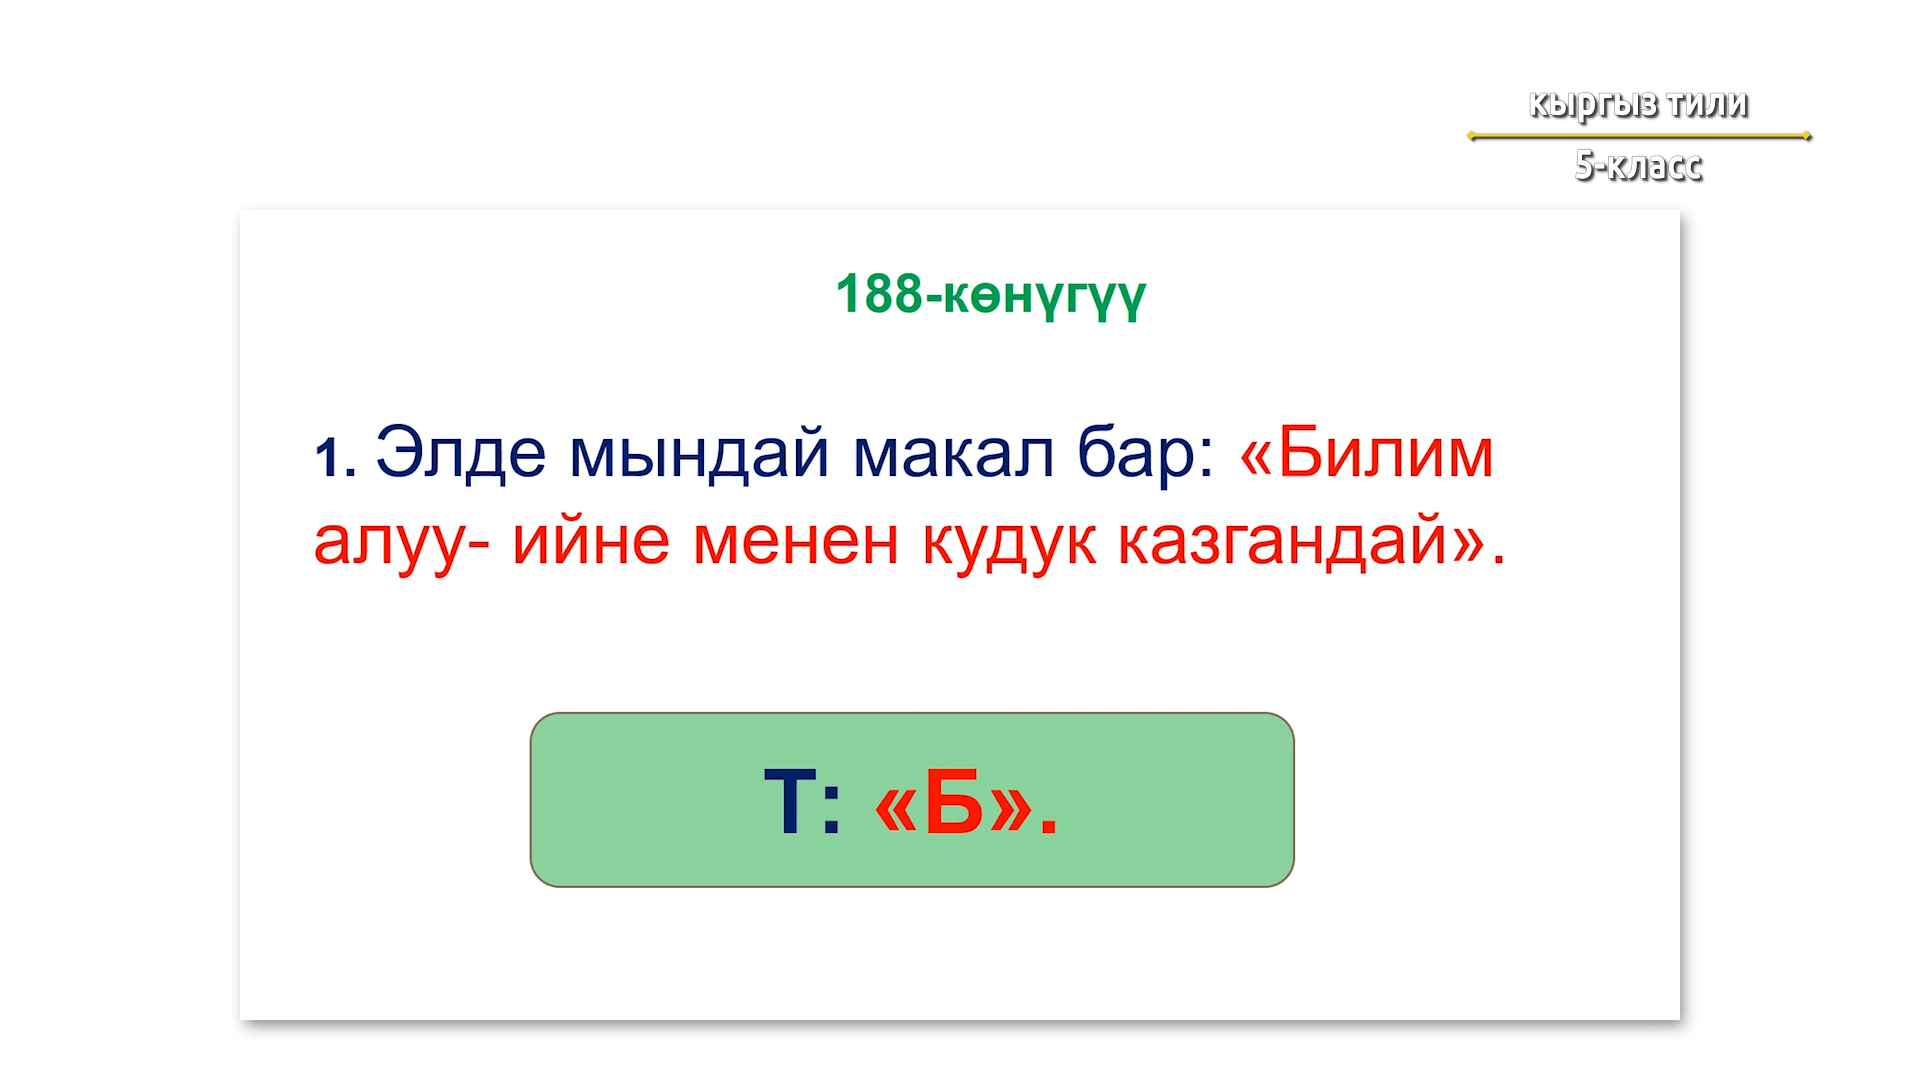 кыргыз тили
5-класс
188-көнүгүү
1. Элде мындай макал бар: «Билим
алуу- ийне менен кудук казгандай».
Т: «Б».